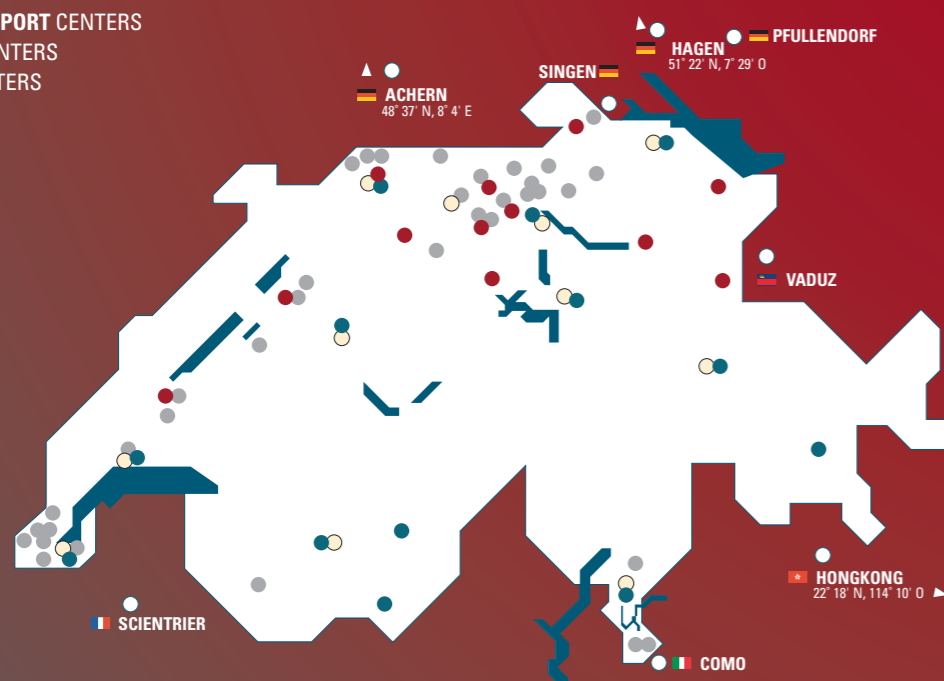 PORT CENTERS
ENTERS
TERS
HAGEN
51° 22' N, 7° 29' O
PFULLENDORF
SINGEN
ACHERN
48° 37' N, 8° 4' E
VADUZ
HONGKONG
22° 18' N, 114° 10' O
SCIENTRIER
COMO